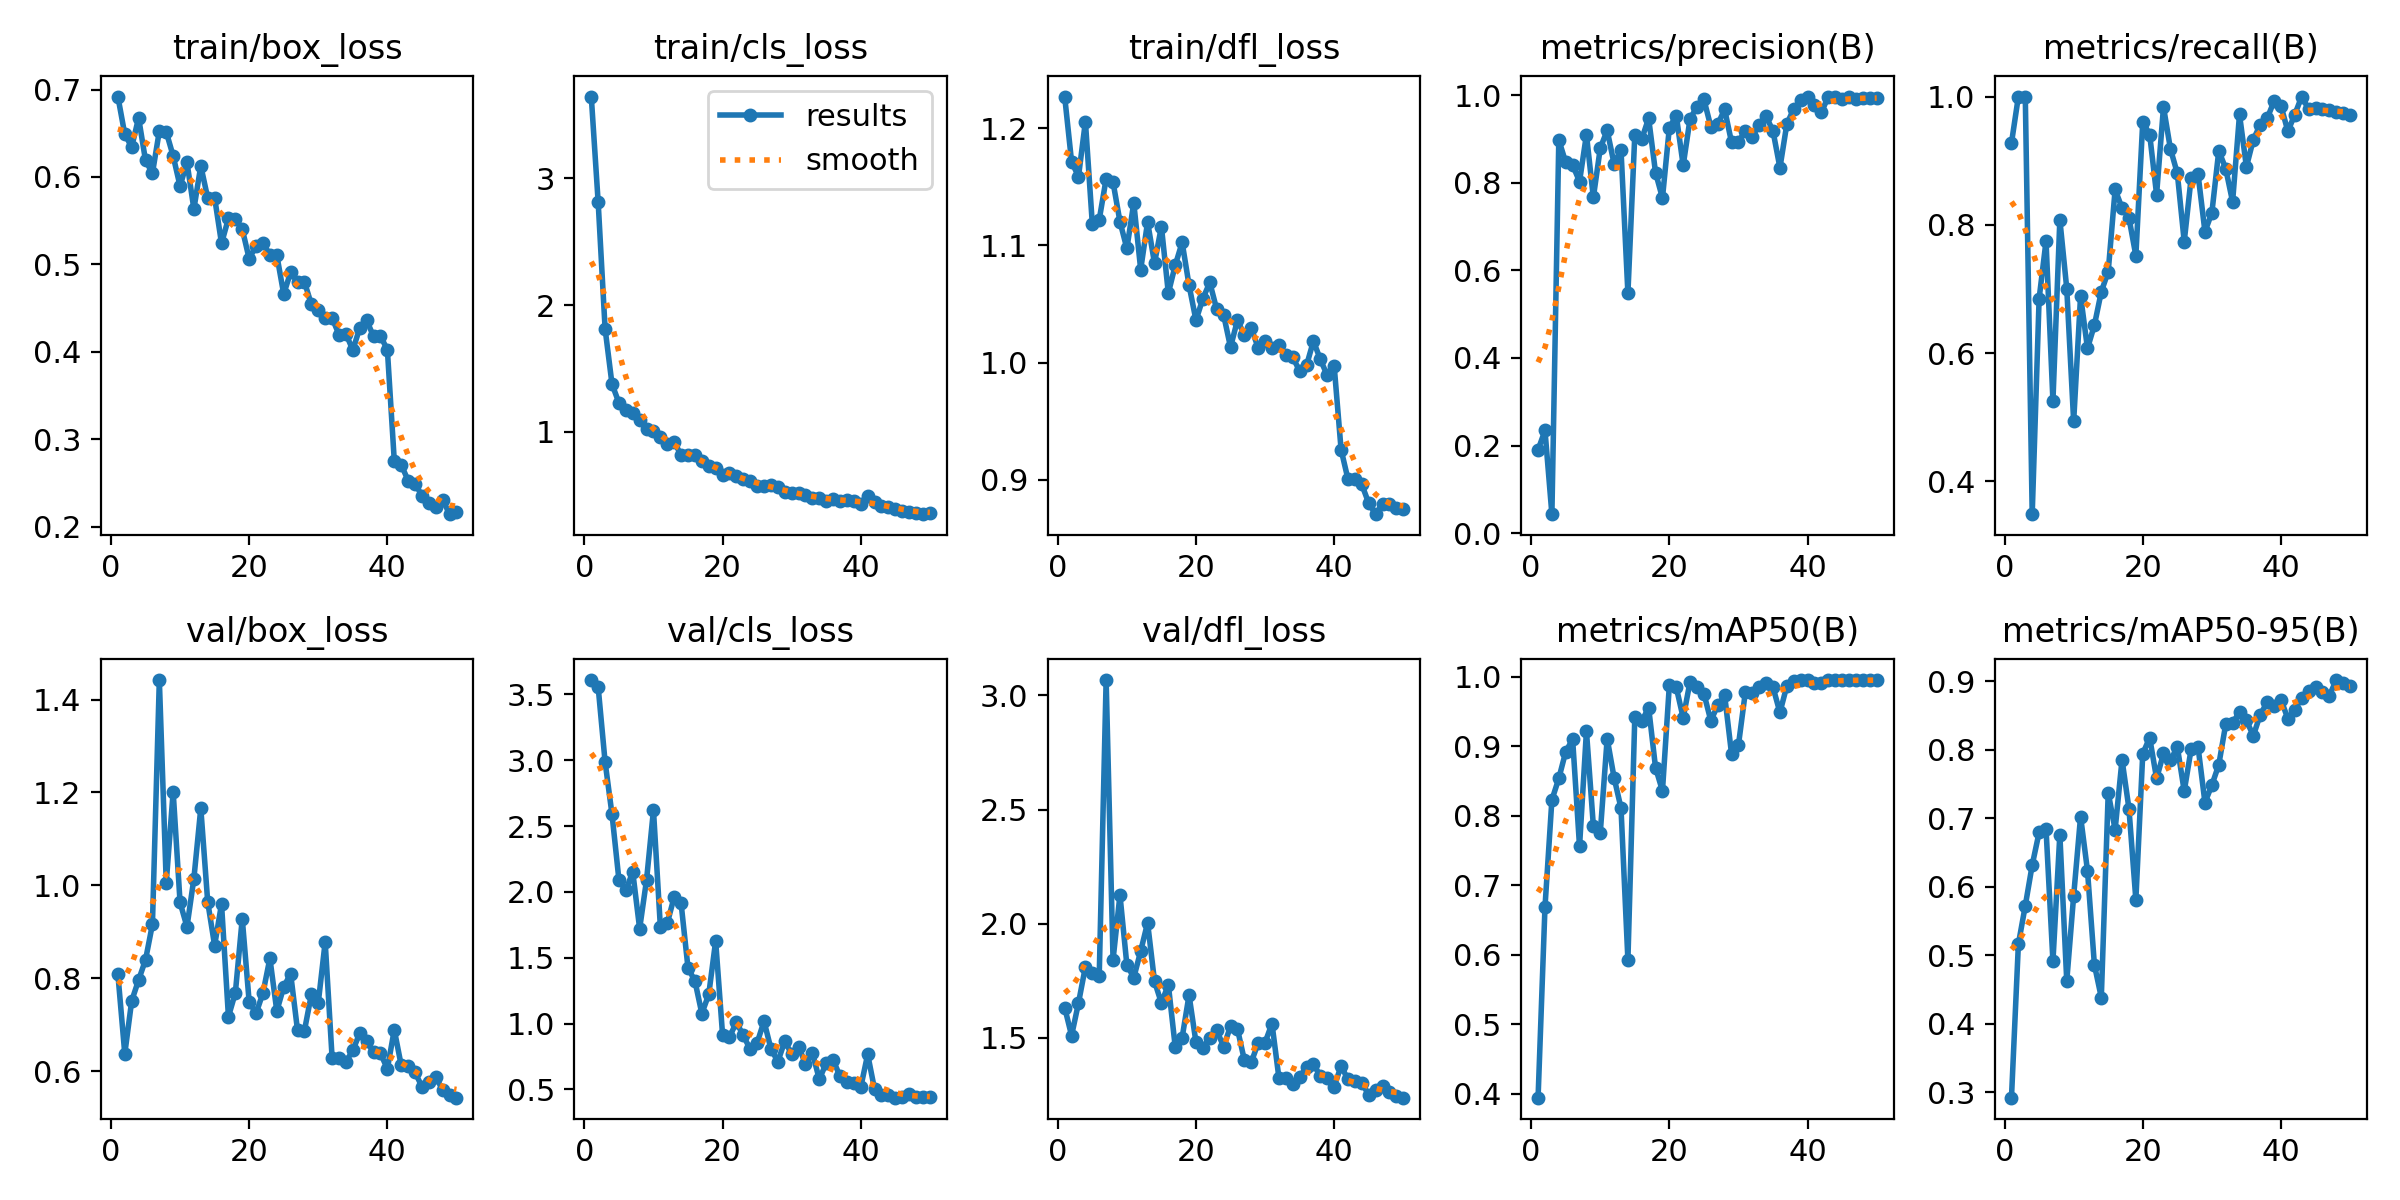 train/box_loss
0.7
0.6
0.5
0.4
0.3
0.2
0 20 40
train/cls_loss
results
smooth
3
2
1
0 20 40
train/dfl_loss
1.2
1.1
1.0
0.9
0 20 40
metrics/precision(B)
1.0
0.8
0.6
0.4
0.2
0.0
0 20 40
metrics/recall(B)
1.0
0.8
0.6
0.4
0 20 40
val/box_loss
1.4
1.2
1.0
0.8
0.6
0 20 40
val/cls_loss
3.5
3.0
2.5
2.0
1.5
1.0
0.5
0 20 40
val/dfl_loss
3.0
2.5
2.0
1.5
0 20 40
metrics/mAP50(B)
1.0
0.9
0.8
0.7
0.6
0.5
0.4
0 20 40
metrics/mAP50-95(B)
0.9
0.8
0.7
0.6
0.5
0.4
0.3
0 20 40